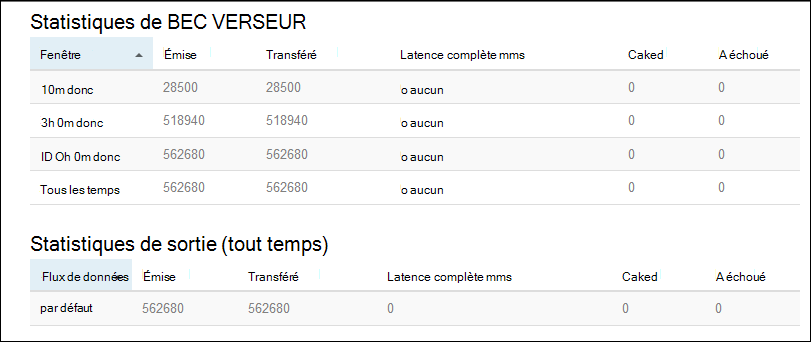 Statistiques de BEC VERSEUR
Fenêtre Émise Transféré Latence complète mms Caked A échoué
10m donc 28500 28500 o aucun 0 0
3h 0m donc 518940 518940 o aucun 0 0
ID Oh 0m donc 562680 562680 o aucun 0 0
Tous les temps 562680 562680 o aucun 0 0
Statistiques de sortie (tout temps)
Flux de données Émise Transféré Latence complète mms Caked A échoué
par défaut 562680 562680 0 0 0